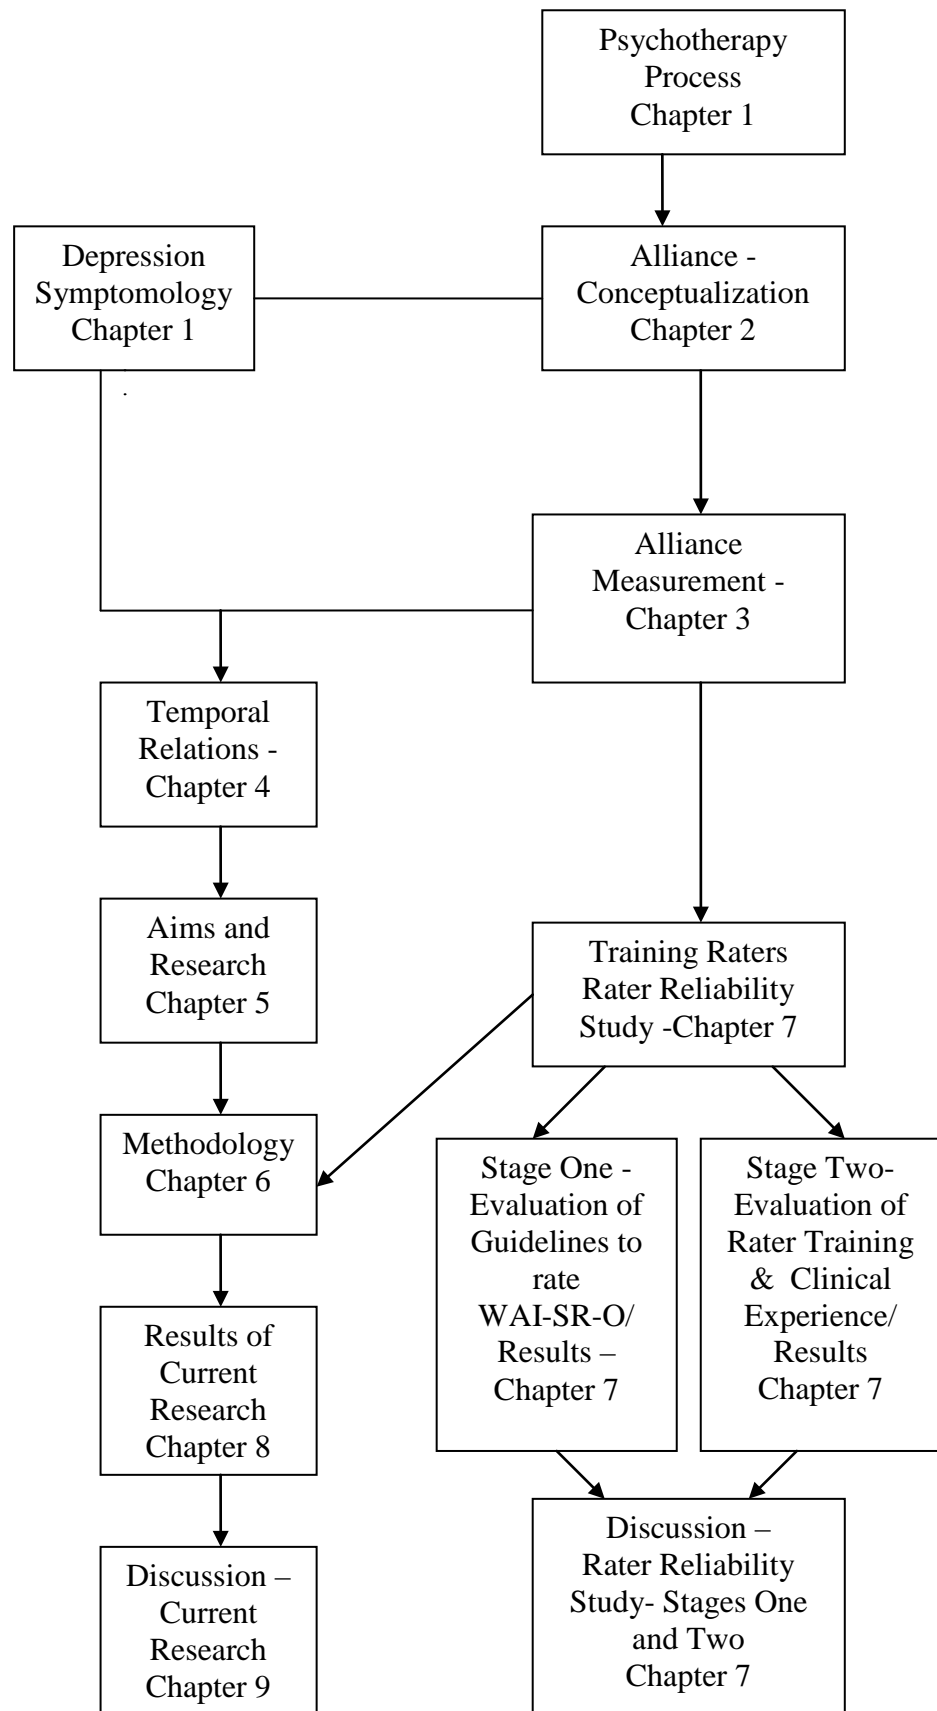 Psychotherapy
Process
Chapter 1
Depression
Symptomology
Chapter 1
Alliance -
Conceptualization
Chapter 2
Alliance
Measurement -
Chapter 3
Temporal
Relations -
Chapter 4
Aims and
Research
Chapter 5
Training Raters
Rater Reliability
Study -Chapter 7
Methodology
Chapter 6
Stage One -
Evaluation of
Guidelines to
rate
WAI-SR-O/
Results –
Chapter 7
Stage Two-
Evaluation of
Rater Training
& Clinical
Experience/
Results
Chapter 7
Results of
Current
Research
Chapter 8
Discussion –
Current
Research
Chapter 9
Discussion –
Rater Reliability
Study- Stages One
and Two
Chapter 7